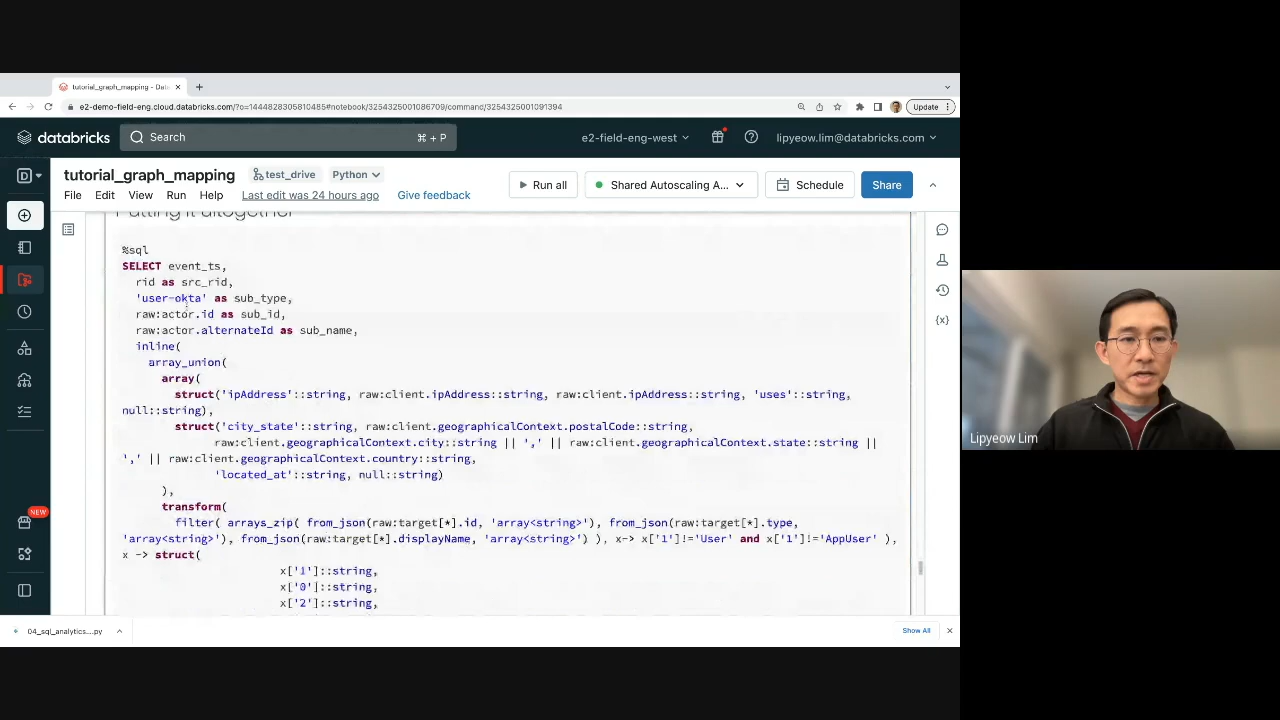 tutorial_graph_mapping - Dat
e2-demo-field-eng.cloud.databricks.com/?o=1444828305810485#notebook/3254325001086709/command/3254325001091394
Update
databricks
Search
⌘ + P
e2-field-eng-west
lipyeow.lim@databricks.com
D
tutorial_graph_mapping
test_drive
Python
Run all
Shared Autoscaling A...
Schedule
Share
File Edit View Run Help Last edit was 24 hours ago Give feedback
Putting it altogether
%sql
SELECT event_ts,
rid as src_rid,
'user-okta' as sub_type,
raw:actor.id as sub_id,
raw:actor.alternateId as sub_name,
inline(
array_union(
array(
struct('ipAddress'::string, raw:client.ipAddress::string, raw:client.ipAddress::string, 'uses'::string,
null::string),
struct('city_state'::string, raw:client.geographicalContext.postalCode::string,
raw:client.geographicalContext.city::string || ',' || raw:client.geographicalContext.state::string ||
',' || raw:client.geographicalContext.country::string,
'located_at'::string, null::string)
),
transform(
filter( arrays_zip( from_json(raw:target[*].id, 'array<string>'), from_json(raw:target[*].type,
'array<string>'), from_json(raw:target[*].displayName, 'array<string>') ), x-> x['1']!='User' and x['1']!='AppUser' ),
x -> struct(
x['1']::string,
x['0']::string,
x['2']::string,
{x}
NEW
04_sql_analytics....py
Show All
Lipyeow Lim